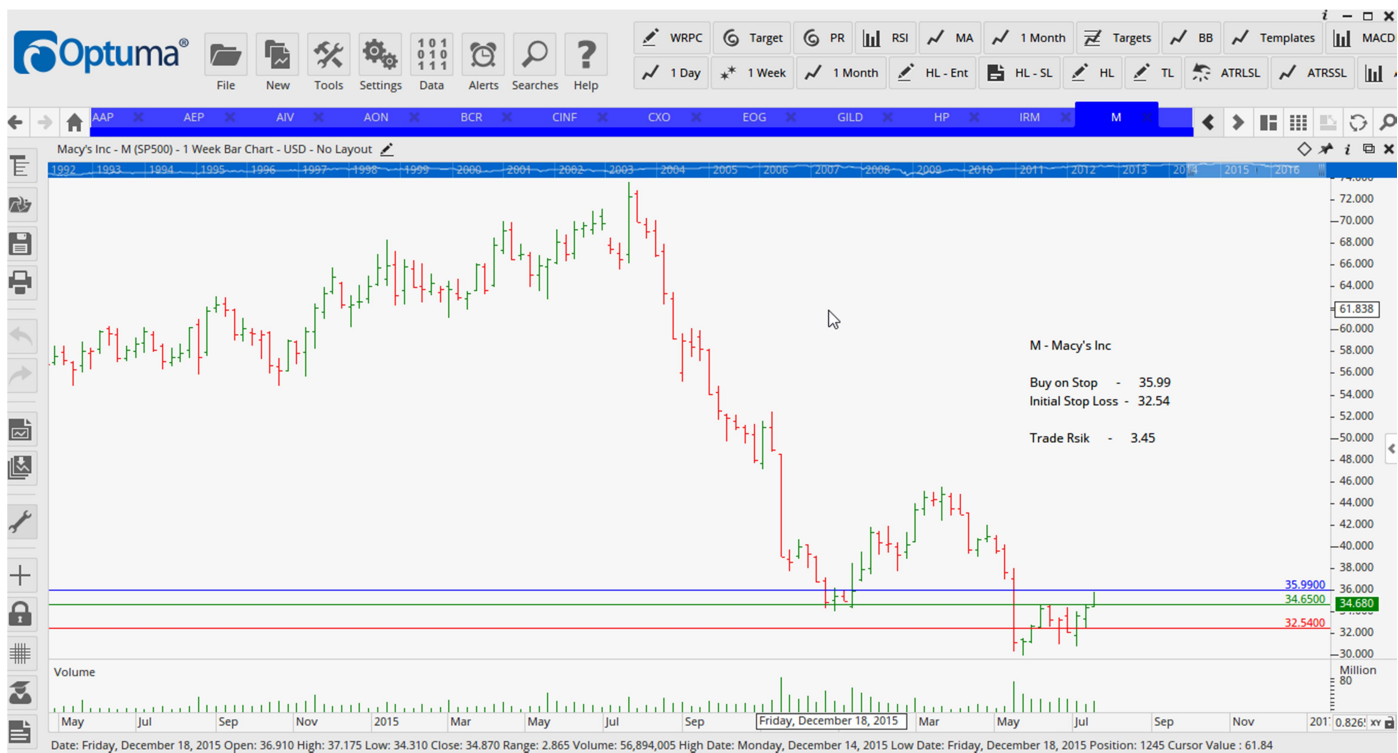 Optuma®
File New Tools Settings Data Alerts Searches Help
101
010
111
WRPC Target PR RSI MA 1 Month Targets BB Templates MACD
1 Day 1 Week 1 Month HL - Ent HL - SL HL TL ATRLSL ATRSSL
AAP AEP AIV AON BCR CINF CXO EOG GILD HP IRM M
Macy's Inc - M (SP500) - 1 Week Bar Chart - USD - No Layout
1992 1993 1994 1995 1996 1997 1998 1999 2000 2001 2002 2003 2004 2005 2006 2007 2008 2009 2010 2011 2012 2013 2014 2015 2016
74.000
72.000
70.000
68.000
66.000
64.000
61.838
60.000
58.000
56.000
54.000
52.000
50.000
48.000
46.000
44.000
42.000
40.000
38.000
36.000
34.680
32.000
30.000
M - Macy's Inc
Buy on Stop - 35.99
Initial Stop Loss - 32.54
Trade Rsik - 3.45
35.9900
34.6500
32.5400
Volume
Million
80
May Jul Sep Nov 2015 Mar May Jul Sep Friday, December 18, 2015 Mar May Jul Sep Nov 0.826 XY
Date: Friday, December 18, 2015 Open: 36.910 High: 37.175 Low: 34.310 Close: 34.870 Range: 2.865 Volume: 56,894,005 High Date: Monday, December 14, 2015 Low Date: Friday, December 18, 2015 Position: 1245 Cursor Value : 61.84